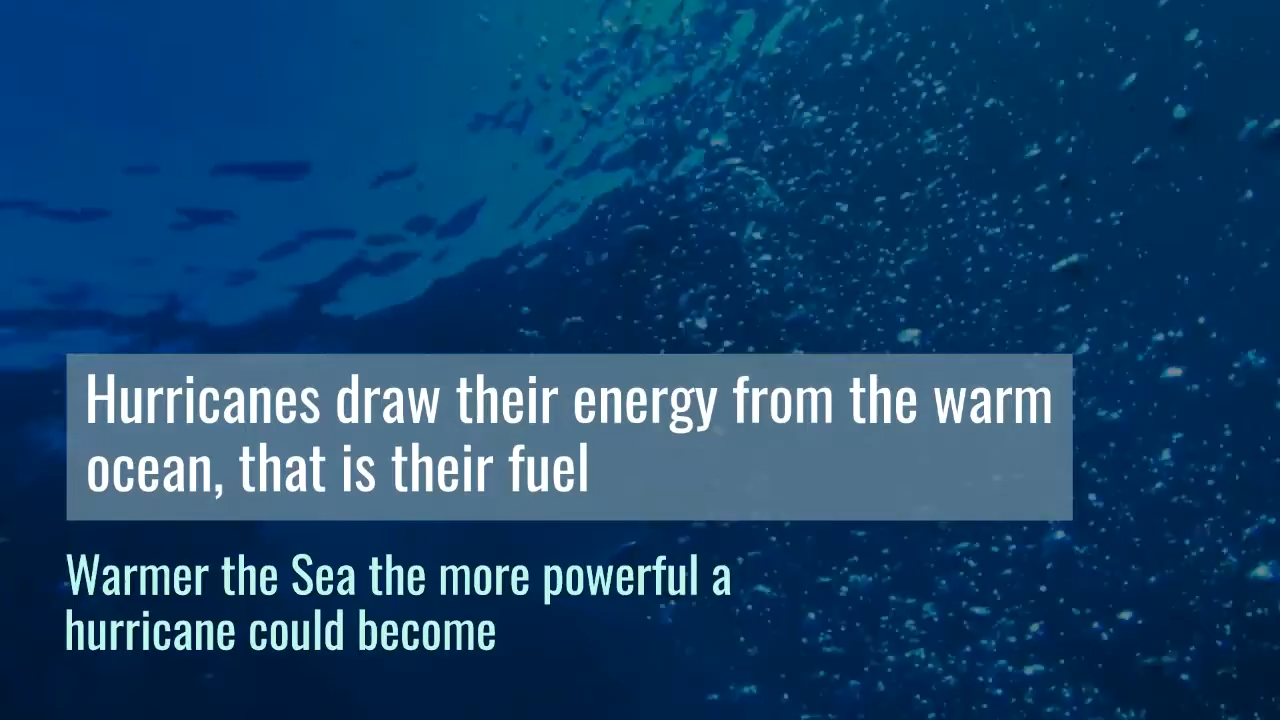 Hurricanes draw their energy from the warm
ocean, that is their fuel
Warmer the Sea the more powerful a
hurricane could become